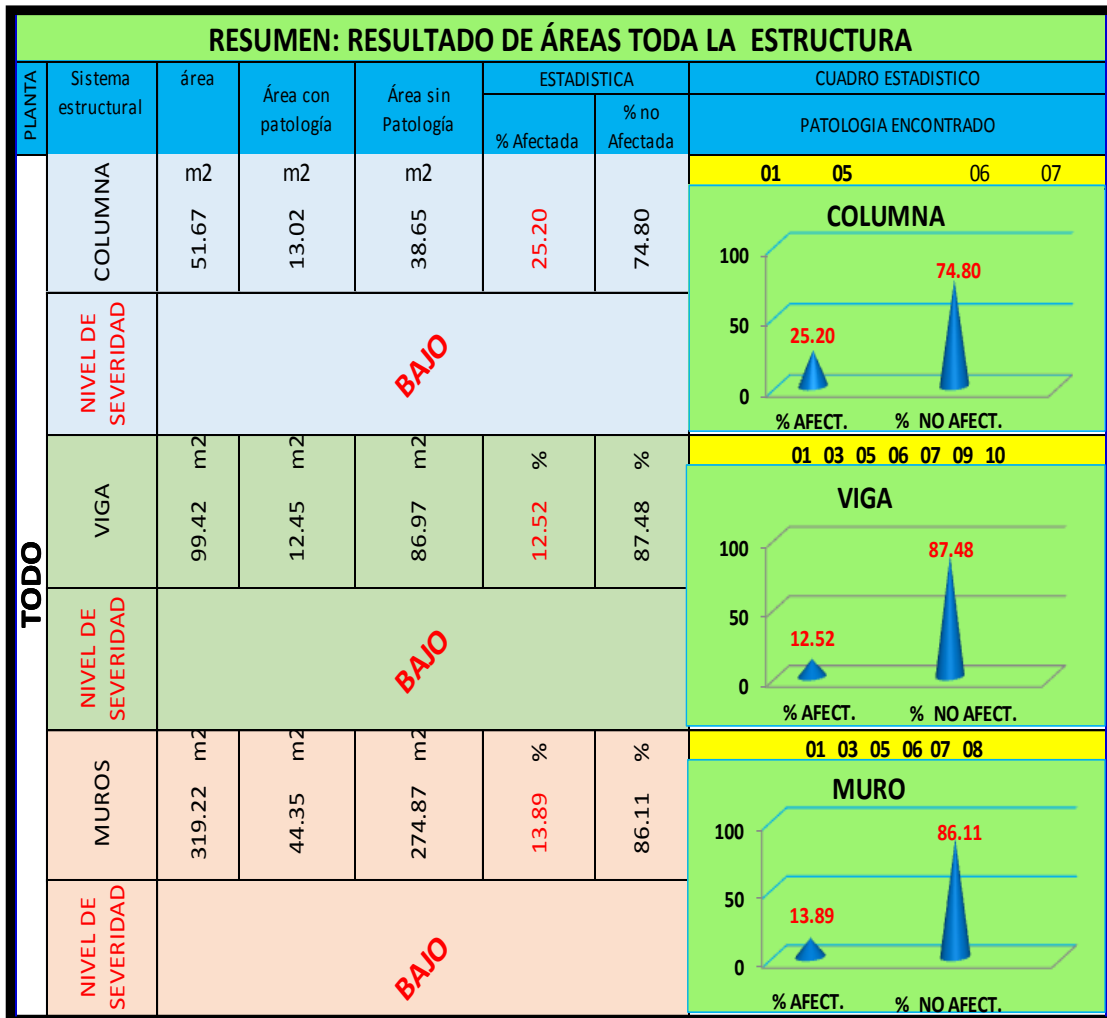 RESUMEN: RESULTADO DE ÁREAS TODA LA ESTRUCTURA
PLANTA
Sistema estructural
área
Área con patología
Área sin Patología
ESTADISTICA
% Afectada
% no Afectada
CUADRO ESTADISTICO
PATOLOGIA ENCONTRADO
TODO
COLUMNA
m2
51.67
m2
13.02
m2
38.65
25.20
74.80
01 05 06 07
COLUMNA
100
50
0
25.20
74.80
% AFECT.
% NO AFECT.
NIVEL DE SEVERIDAD
BAJO
VIGA
99.42 m2
12.45 m2
86.97 m2
12.52 %
87.48 %
01 03 05 06 07 09 10
VIGA
100
50
0
12.52
87.48
% AFECT.
% NO AFECT.
NIVEL DE SEVERIDAD
BAJO
MUROS
319.22 m2
44.35 m2
274.87 m2
13.89 %
86.11 %
01 03 05 06 07 08
MURO
100
50
0
13.89
86.11
% AFECT.
% NO AFECT.
NIVEL DE SEVERIDAD
BAJO